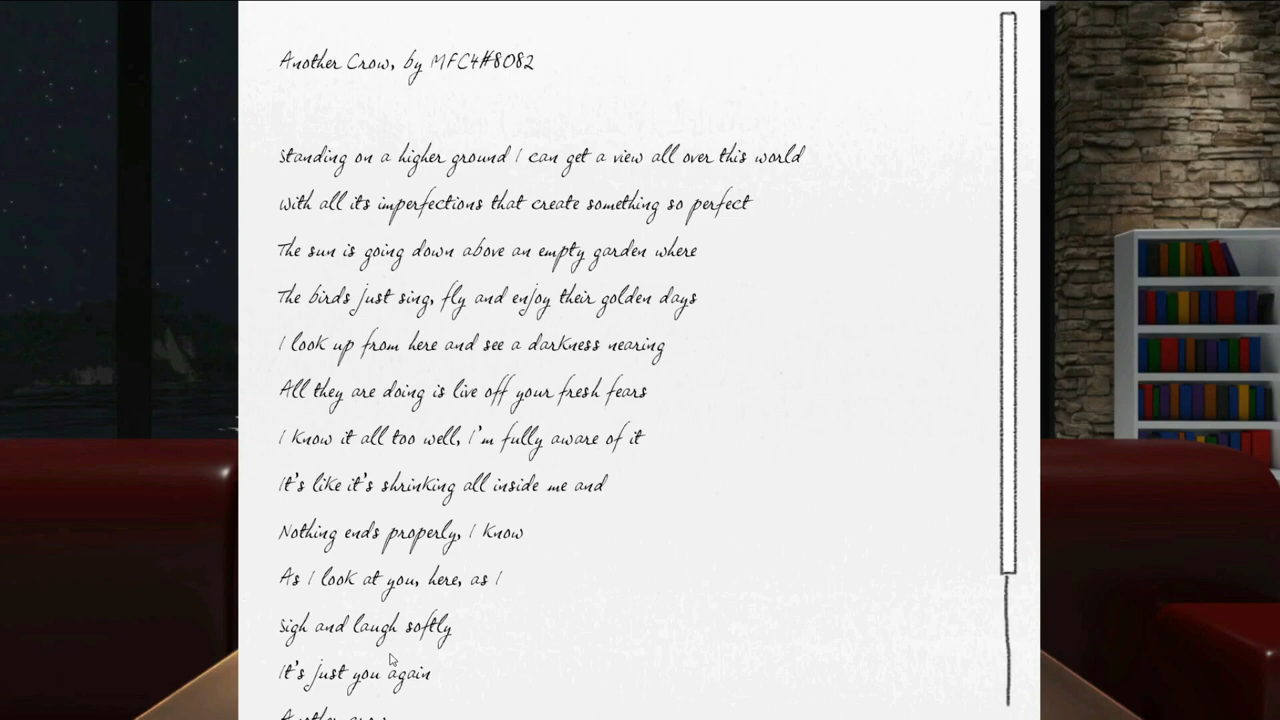 Another Crow, by MFC4#8082
Standing on a higher ground I can get a view all over this world
With all its imperfections that create something so perfect
The sun is going down above an empty garden where
The birds just sing, fly and enjoy their golden days
I look up from here and see a darkness nearing
All they are doing is live off your fresh fears
I know it all too well, I'm fully aware of it
It's like it's shrinking all inside me and
Nothing ends properly, I know
As I look at you, here, as I
Sigh and laugh softly
It's just you again
Another crow